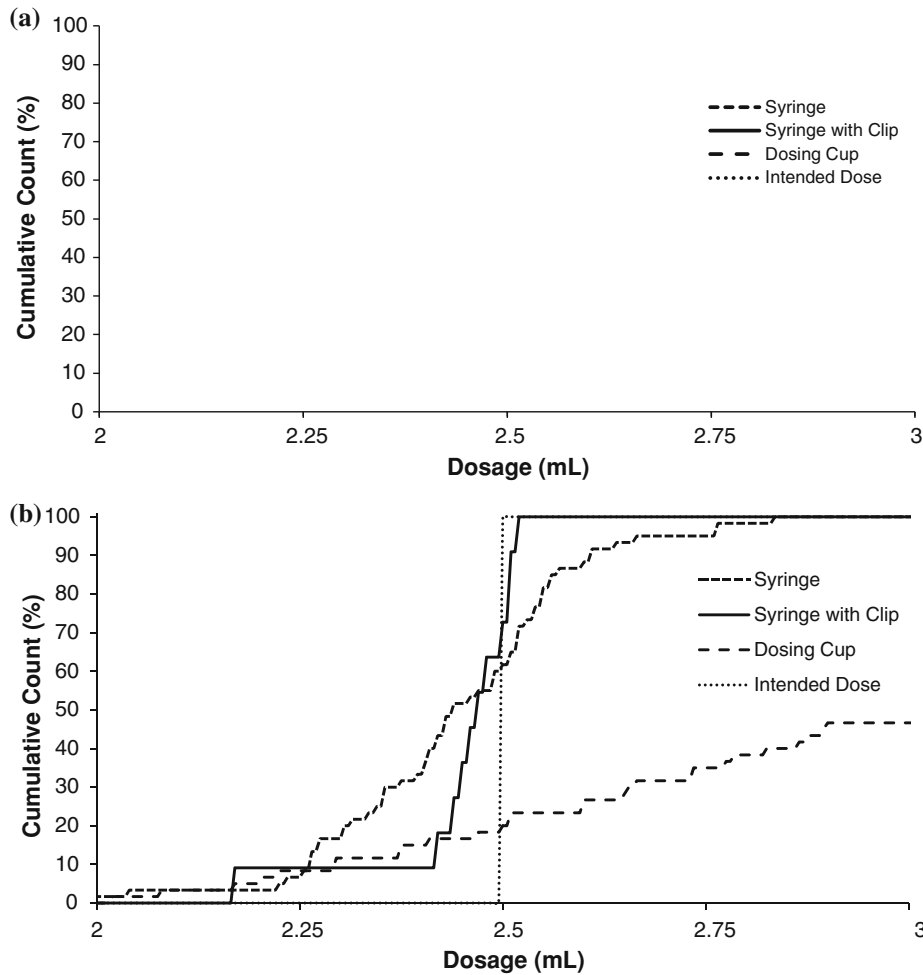 (a)
100
90
80
70
60
50
40
30
20
10
0
Cumulative Count (%)
Syringe
Syringe with Clip
Dosing Cup
Intended Dose
2 2.25 2.5 2.75 3
Dosage (mL)
(b)
100
90
80
70
60
50
40
30
20
10
0
Cumulative Count (%)
Syringe
Syringe with Clip
Dosing Cup
Intended Dose
2 2.25 2.5 2.75 3
Dosage (mL)